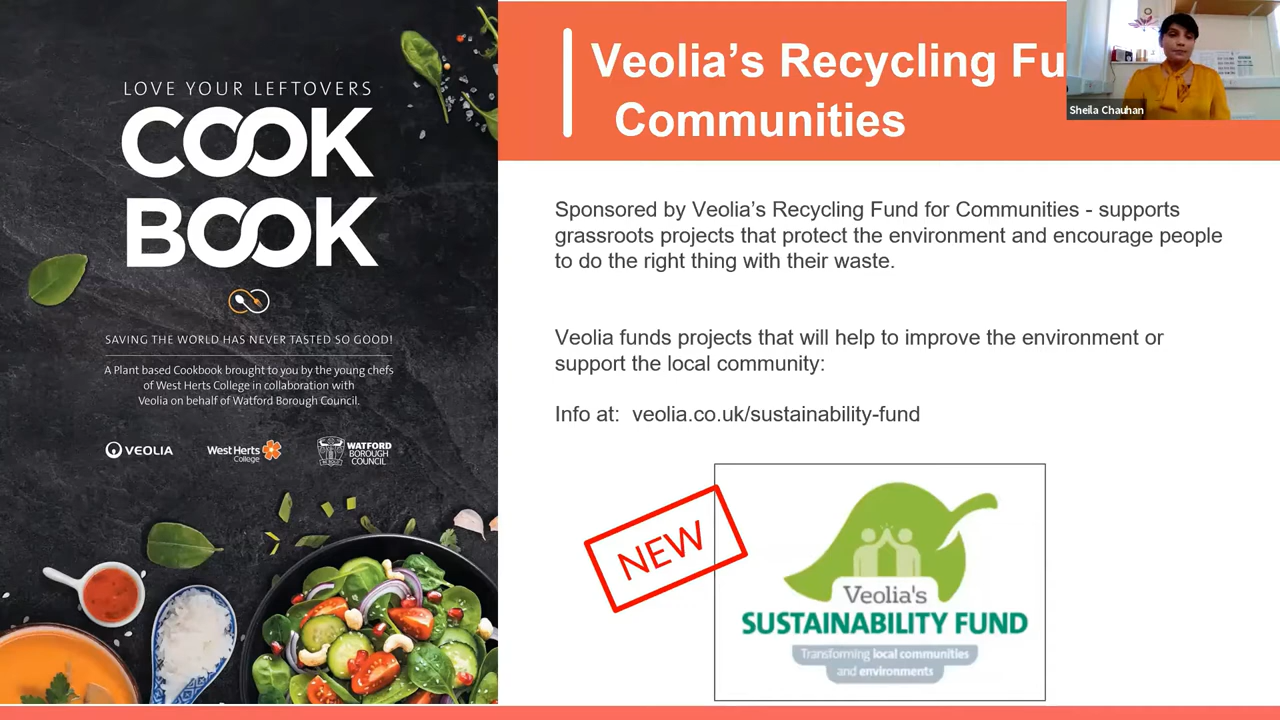 LOVE YOUR LEFTOVERS
COOK
BOOK
SAVING THE WORLD HAS NEVER TASTED SO GOOD!
A Plant based Cookbook brought to you by the young chefs
of West Herts College in collaboration with
Veolia on behalf of Watford Borough Council.
VEOLIA
West Herts
College
WATFORD
BOROUGH
COUNCIL
Veolia's Recycling Fu
Communities
Sheila Chauhan
Sponsored by Veolia's Recycling Fund for Communities - supports
grassroots projects that protect the environment and encourage people
to do the right thing with their waste.
Veolia funds projects that will help to improve the environment or
support the local community:
Info at: veolia.co.uk/sustainability-fund
NEW
Veolia's
SUSTAINABILITY FUND
Transforming local communities
and environments